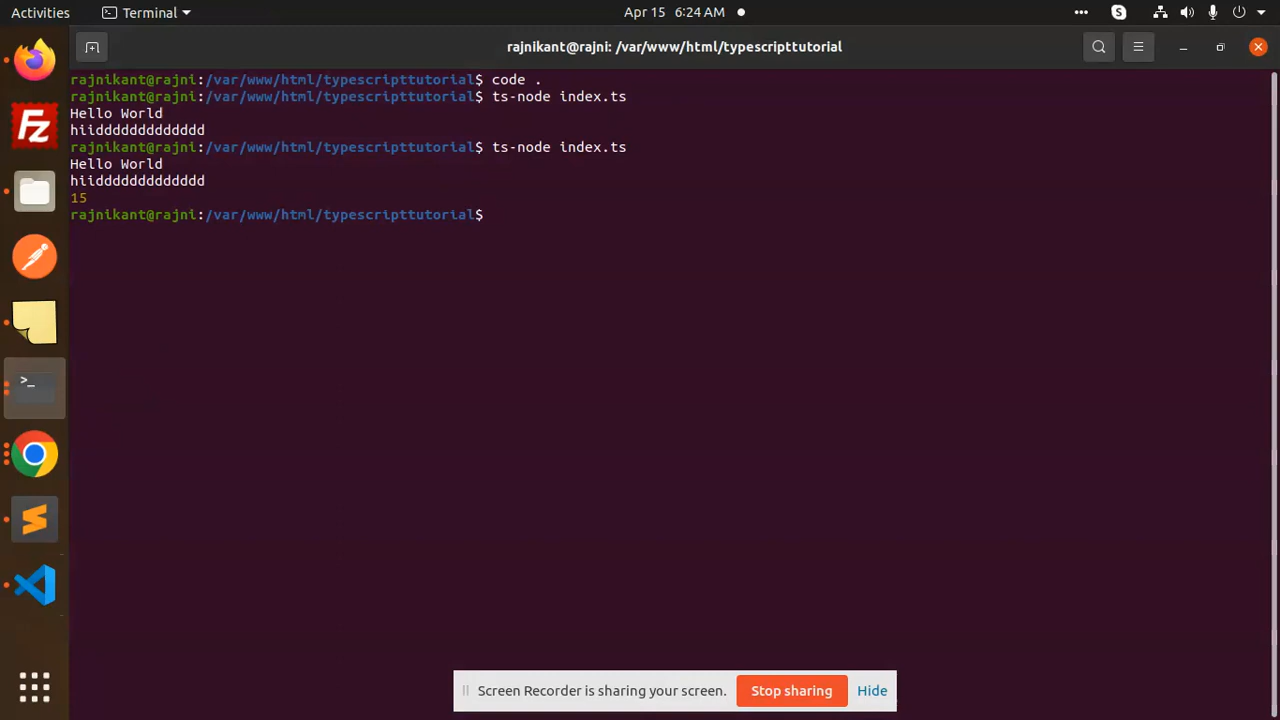 Activities
Terminal
Apr 15 6:24 AM
rajnikant@rajni: /var/www/html/typescripttutorial
rajnikant@rajni:/var/www/html/typescripttutorial$ code .
rajnikant@rajni:/var/www/html/typescripttutorial$ ts-node index.ts
Hello World
hiiddddddddddddd
rajnikant@rajni:/var/www/html/typescripttutorial$ ts-node index.ts
Hello World
hiiddddddddddddd
15
rajnikant@rajni:/var/www/html/typescripttutorial$
Fz
>_
Screen Recorder is sharing your screen.
Stop sharing
Hide